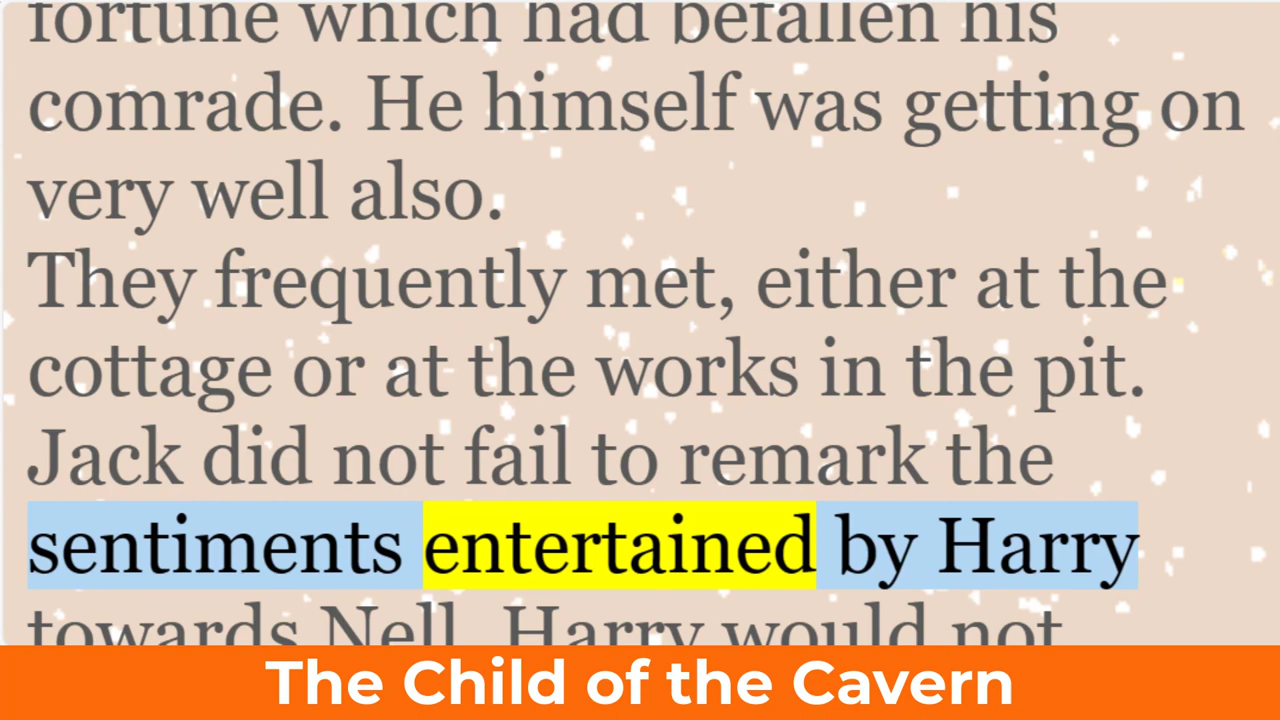 fortune which had befallen his
comrade. He himself was getting on
very well also.
They frequently met, either at the
cottage or at the works in the pit.
Jack did not fail to remark the
sentiments entertained by Harry
towards Nell. Harry would not
The Child of the Cavern